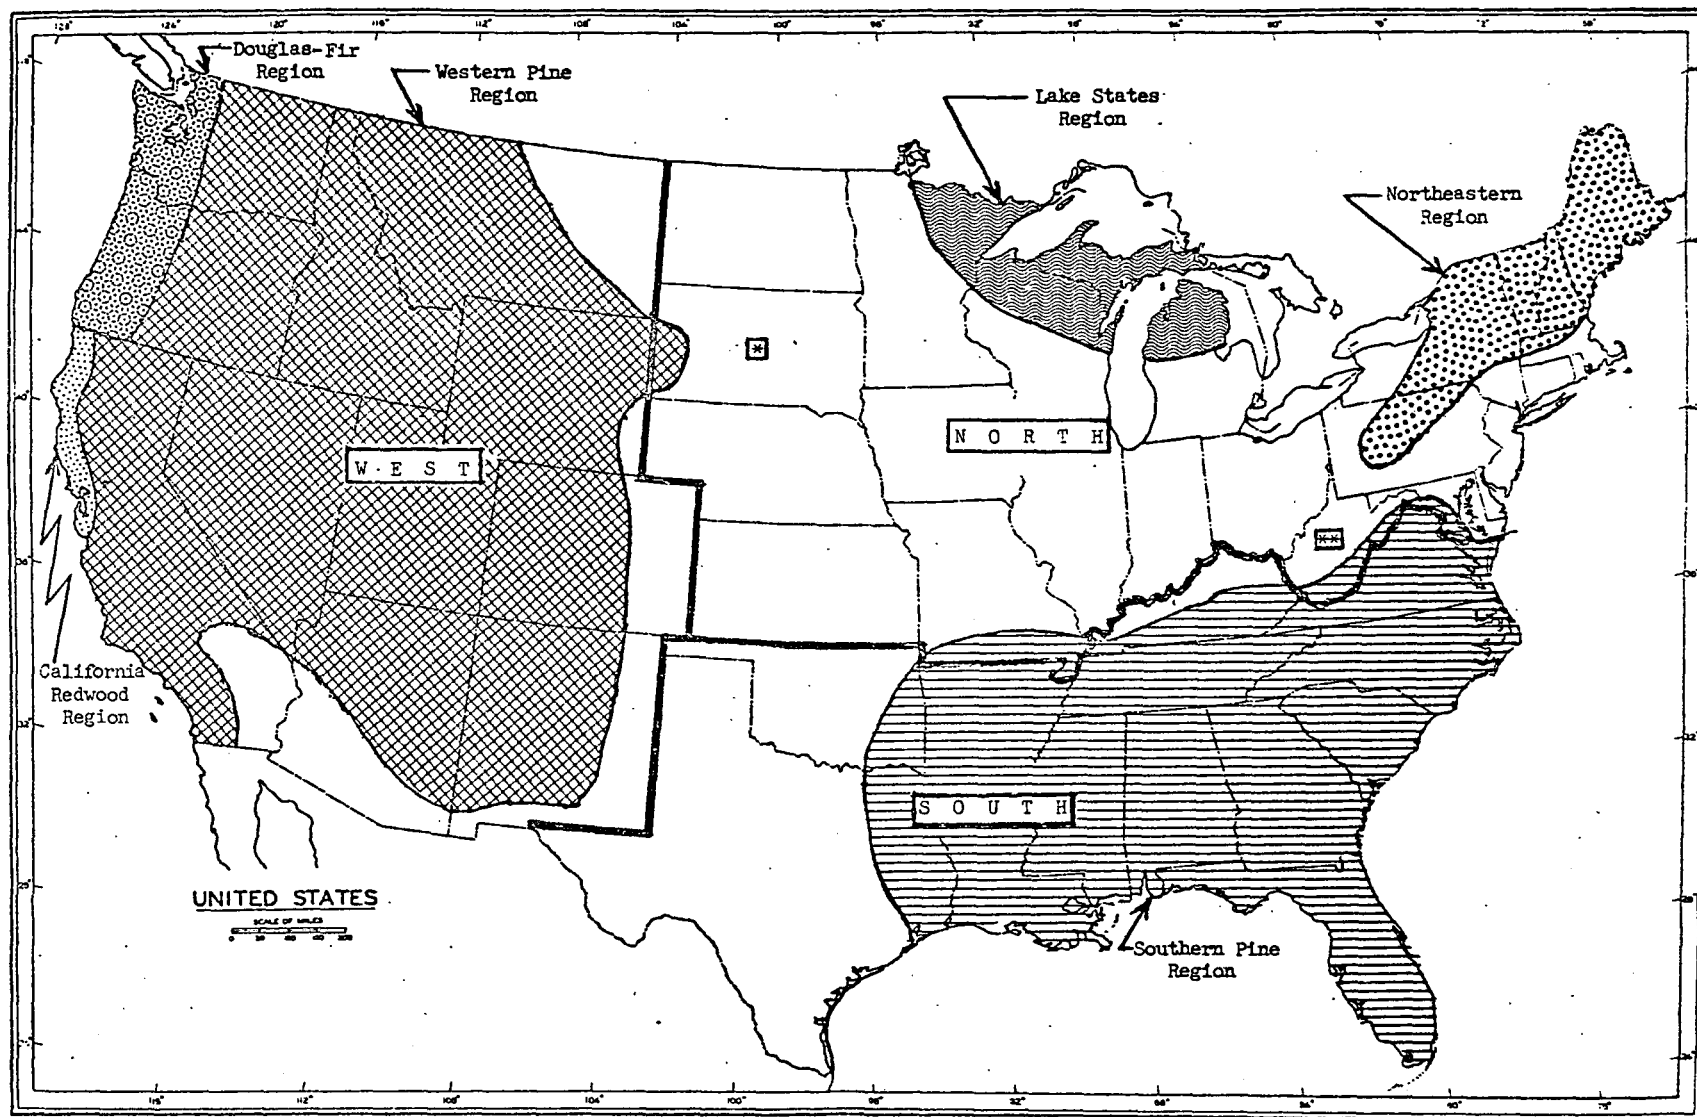 Douglas-Fir
Region
Western Pine
Region
Lake States
Region
Northeastern
Region
*
N O R T H
W E S T
**
California
Redwood
Region
S O U T H
UNITED STATES
SCALE OF MILES
Southern Pine
Region